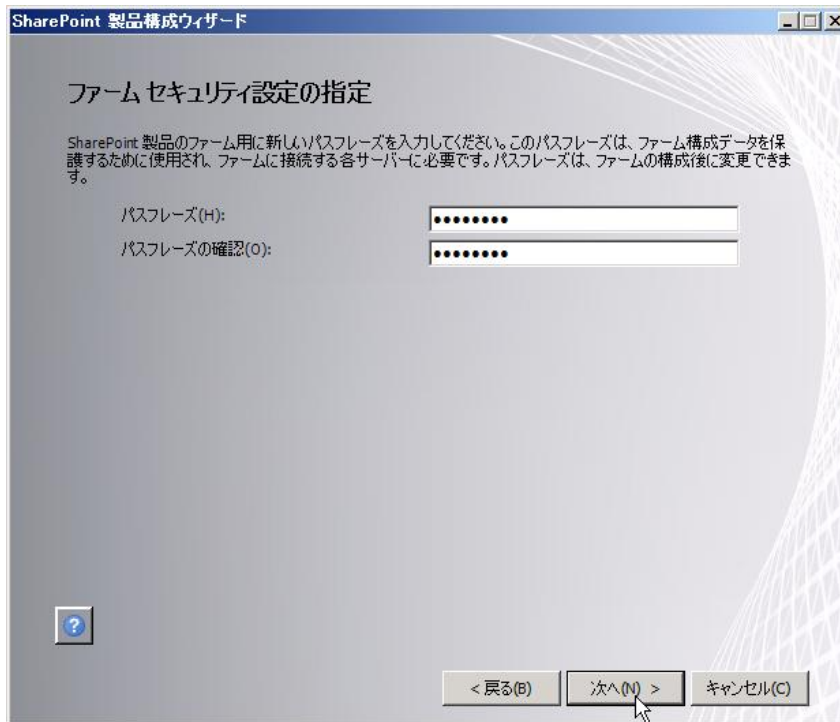 SharePoint 製品構成ウィザード
ファーム セキュリティ設定の指定
SharePoint 製品のファーム用に新しいパスフレーズを入力してください。このパスフレーズは、ファーム構成データを保
護するために使用され、ファームに接続する各サーバーに必要です。パスフレーズは、ファームの構成後に変更できま
す。
パスフレーズ(H):
●●●●●●●●
パスフレーズの確認(O):
●●●●●●●●
?
< 戻る(B)
次へ(N) >
キャンセル(C)